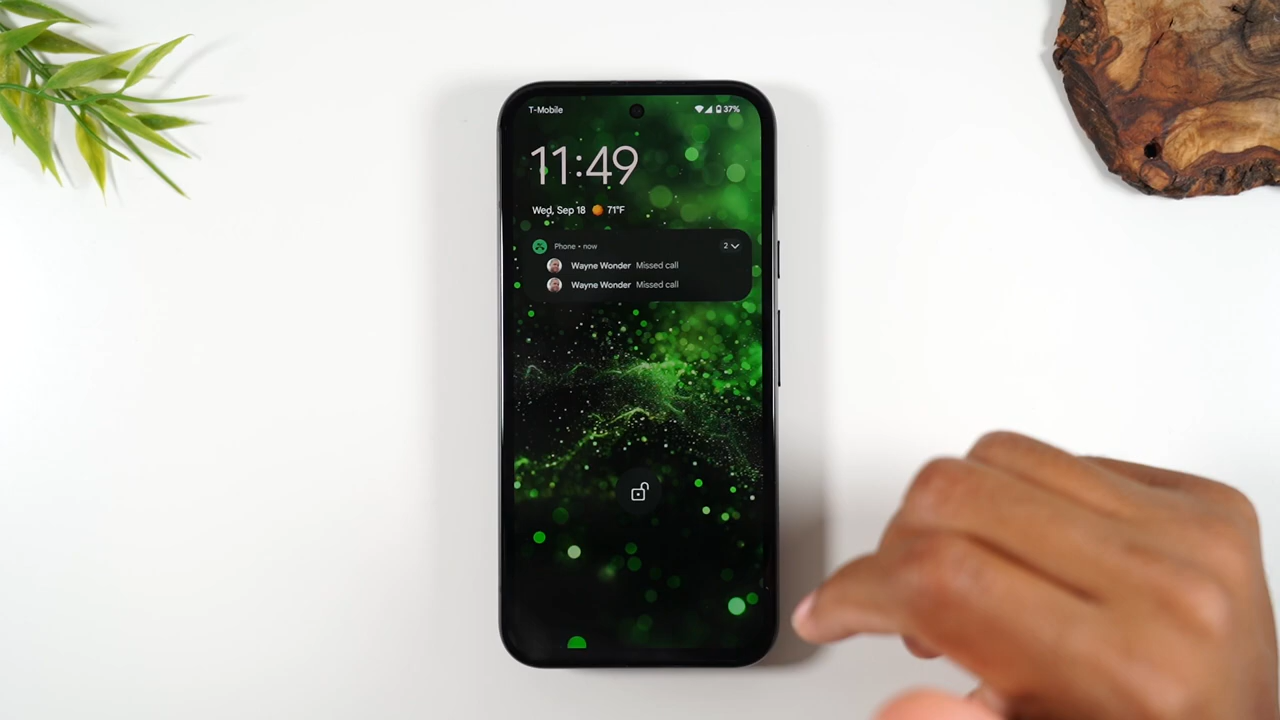 T-Mobile
37%
11:49
Wed, Sep 18 71°F
Phone • now
2
Wayne Wonder Missed call
Wayne Wonder Missed call